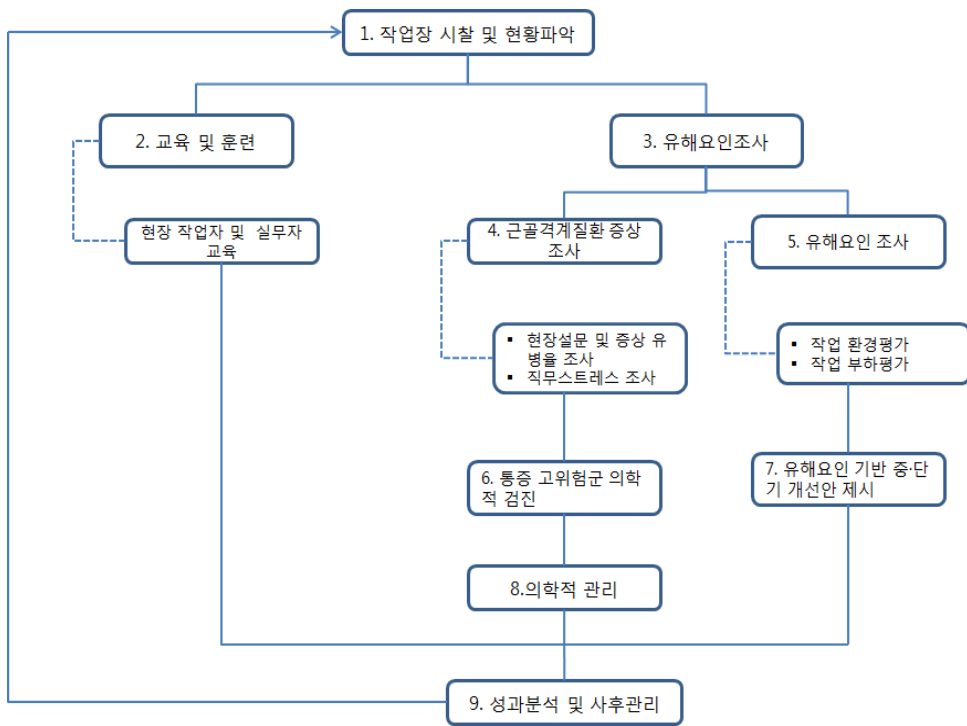 1. 작업장 시찰 및 현황파악
2. 교육 및 훈련
3. 유해요인조사
현장 작업자 및 실무자
교육
4. 근골격계질환 증상
조사
5. 유해요인 조사
▪ 현장설문 및 증상 유
병율 조사
▪ 직무스트레스 조사
▪ 작업 환경평가
▪ 작업 부하평가
6. 통증 고위험군 의학
적 검진
7. 유해요인 기반 중·단
기 개선안 제시
8.의학적 관리
9. 성과분석 및 사후관리